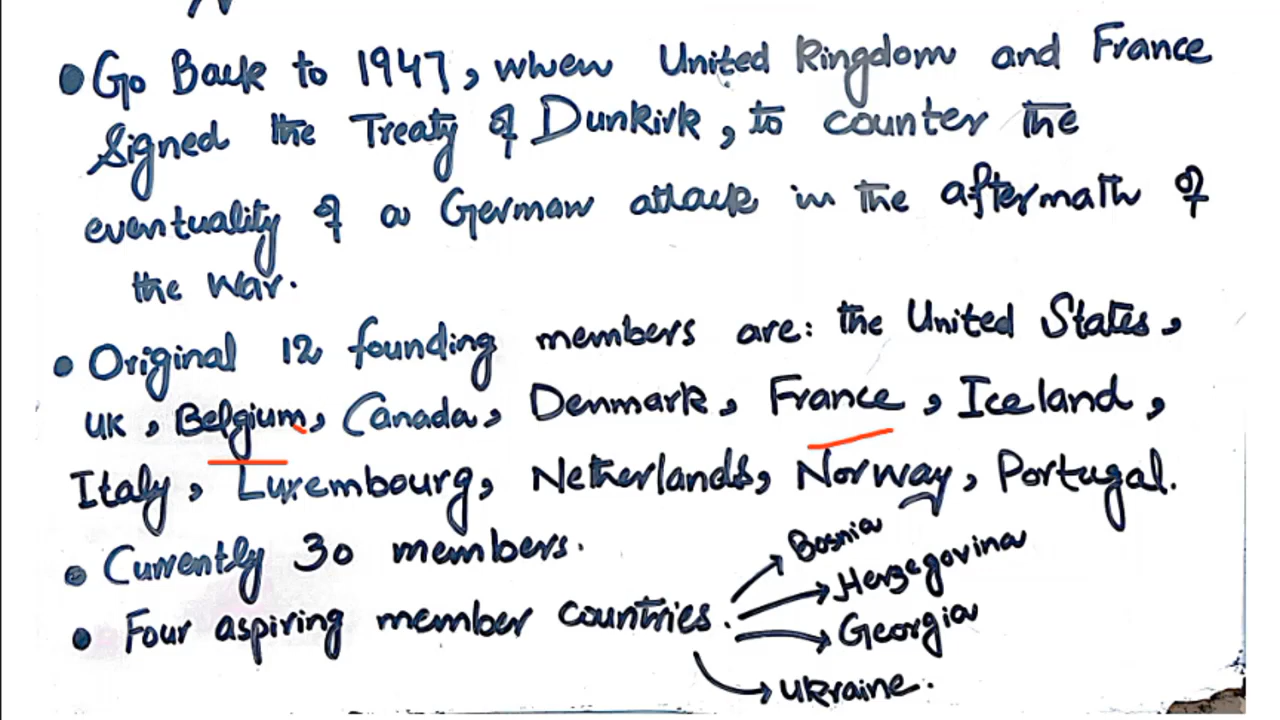 • Go Back to 1947, when United Kingdom and France
signed the Treaty of Dunkirk, to counter the
eventuality of a German attack in the aftermath of
the War.
• Original 12 founding members are: the United States,
UK, Belgium, Canada, Denmark, France, Iceland,
Italy, Luxembourg, Netherlands, Norway, Portugal.
• Currently 30 members.
• Four aspiring member countries.
Bosnia
Herzegovina
Georgia
Ukraine.